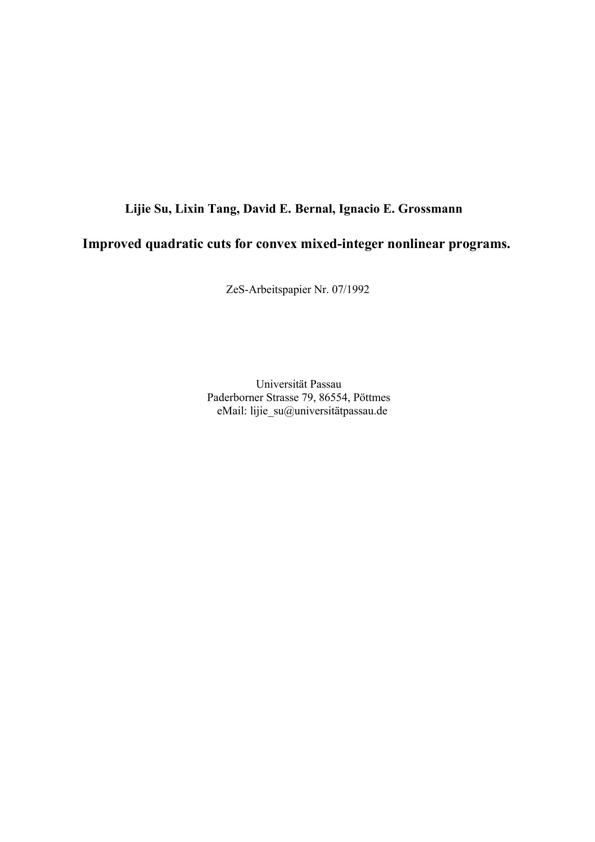 Lijie Su, Lixin Tang, David E. Bernal, Ignacio E. Grossmann
Improved quadratic cuts for convex mixed-integer nonlinear programs.
ZeS-Arbeitspapier Nr. 07/1992
Universität Passau
Paderborner Strasse 79, 86554, Pöttmes
eMail: lijie_su@universitätpassau.de